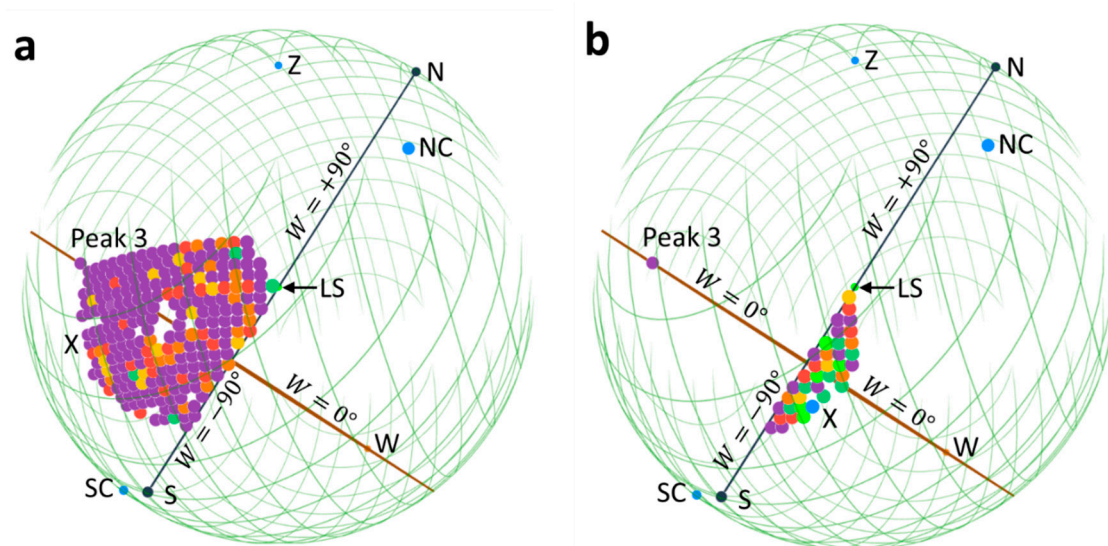 a
Z
N
NC
W = +90°
Peak 3
LS
X
W = −90°
W = 0°
W
SC
S
b
Z
N
NC
W = +90°
Peak 3
W = 0°
LS
W = −90°
X
W = 0°
W
SC
S